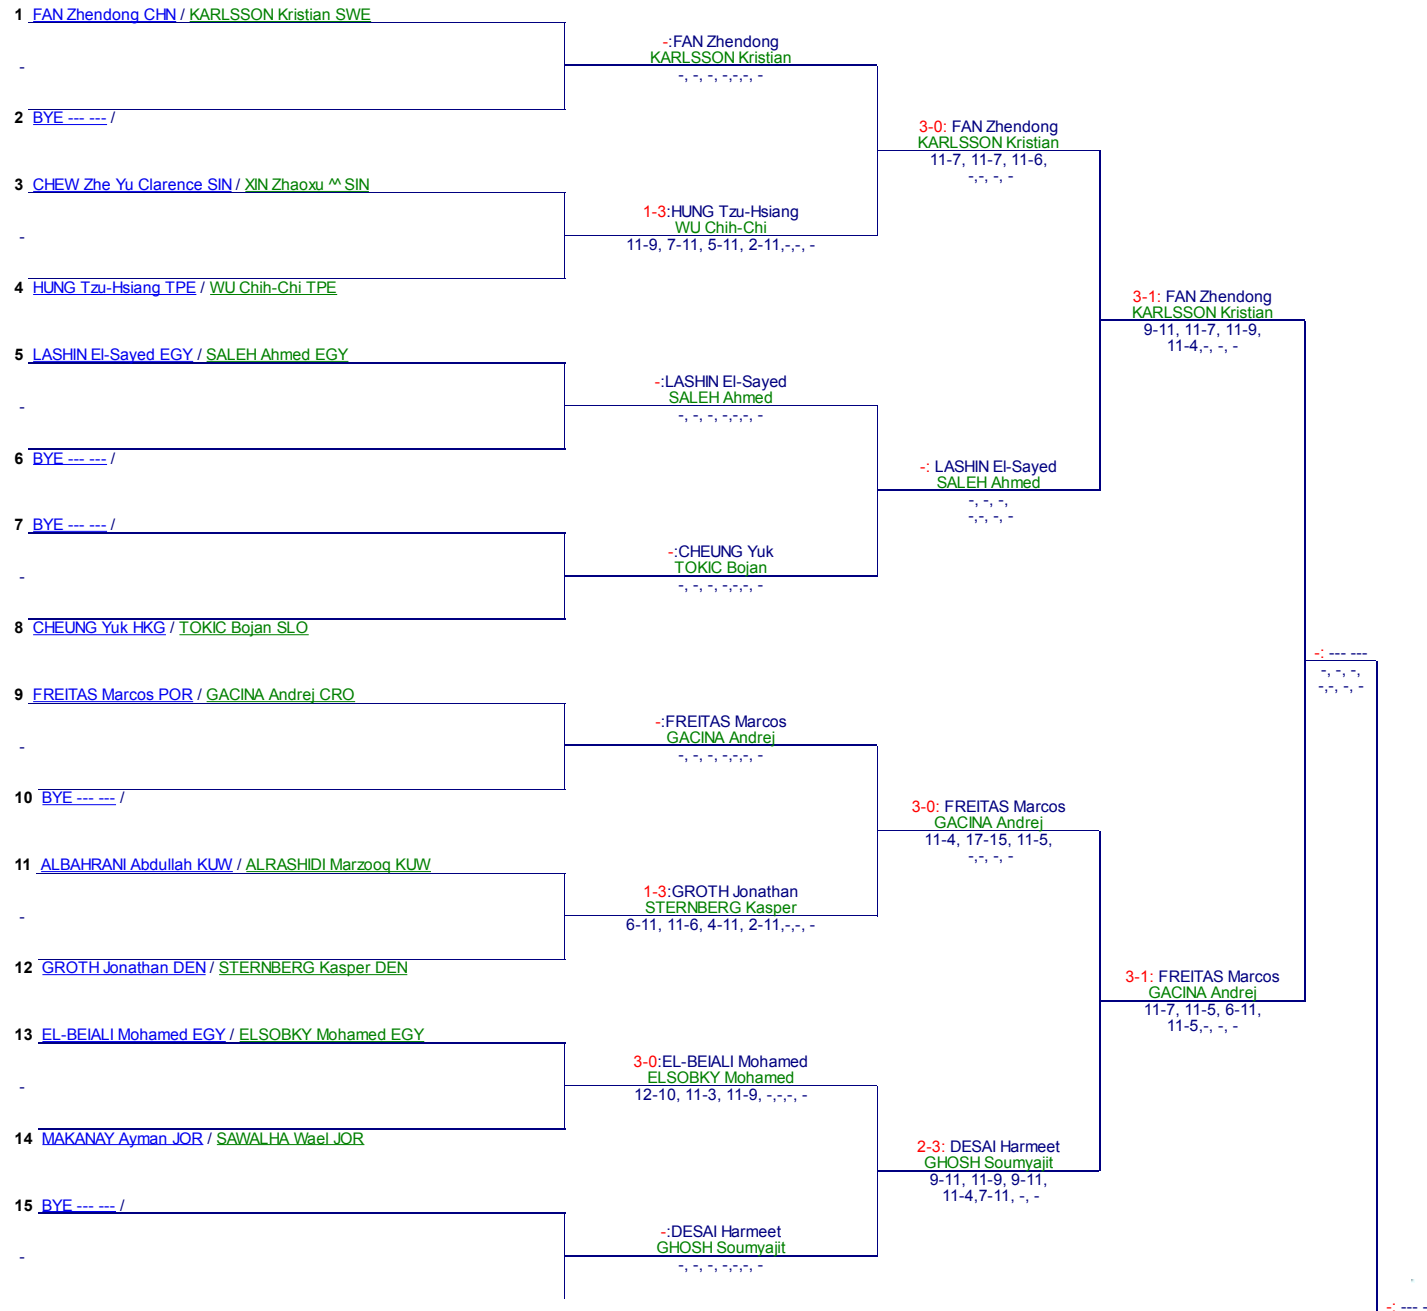 1 FAN Zhendong CHN / KARLSSON Kristian SWE
-:FAN Zhendong
KARLSSON Kristian
-, -, -, -,-,-, -
-
2 BYE --- --- /
3-0: FAN Zhendong
KARLSSON Kristian
11-7, 11-7, 11-6,
-,-, -, -
3 CHEW Zhe Yu Clarence SIN / XIN Zhaoxu ^^ SIN
1-3:HUNG Tzu-Hsiang
WU Chih-Chi
11-9, 7-11, 5-11, 2-11,-,-, -
-
4 HUNG Tzu-Hsiang TPE / WU Chih-Chi TPE
3-1: FAN Zhendong
KARLSSON Kristian
9-11, 11-7, 11-9,
11-4,-, -, -
5 LASHIN El-Sayed EGY / SALEH Ahmed EGY
-:LASHIN El-Sayed
SALEH Ahmed
-, -, -, -,-,-, -
-
6 BYE --- --- /
-: LASHIN El-Sayed
SALEH Ahmed
-, -, -,
-,-, -, -
7 BYE --- --- /
-:CHEUNG Yuk
TOKIC Bojan
-, -, -, -,-,-, -
-
8 CHEUNG Yuk HKG / TOKIC Bojan SLO
-: --- ---
-, -, -,
-,-, -, -
9 FREITAS Marcos POR / GACINA Andrej CRO
-:FREITAS Marcos
GACINA Andrej
-, -, -, -,-,-, -
-
10 BYE --- --- /
3-0: FREITAS Marcos
GACINA Andrej
11-4, 17-15, 11-5,
-,-, -, -
11 ALBAHRANI Abdullah KUW / ALRASHIDI Marzooq KUW
1-3:GROTH Jonathan
STERNBERG Kasper
6-11, 11-6, 4-11, 2-11,-,-, -
-
12 GROTH Jonathan DEN / STERNBERG Kasper DEN
3-1: FREITAS Marcos
GACINA Andrej
11-7, 11-5, 6-11,
11-5,-, -, -
13 EL-BEIALI Mohamed EGY / ELSOBKY Mohamed EGY
3-0:EL-BEIALI Mohamed
ELSOBKY Mohamed
12-10, 11-3, 11-9, -,-,-, -
-
14 MAKANAY Ayman JOR / SAWALHA Wael JOR
2-3: DESAI Harmeet
GHOSH Soumyajit
9-11, 11-9, 9-11,
11-4,7-11, -, -
15 BYE --- --- /
-:DESAI Harmeet
GHOSH Soumyajit
-, -, -, -,-,-, -
-
-: --- -